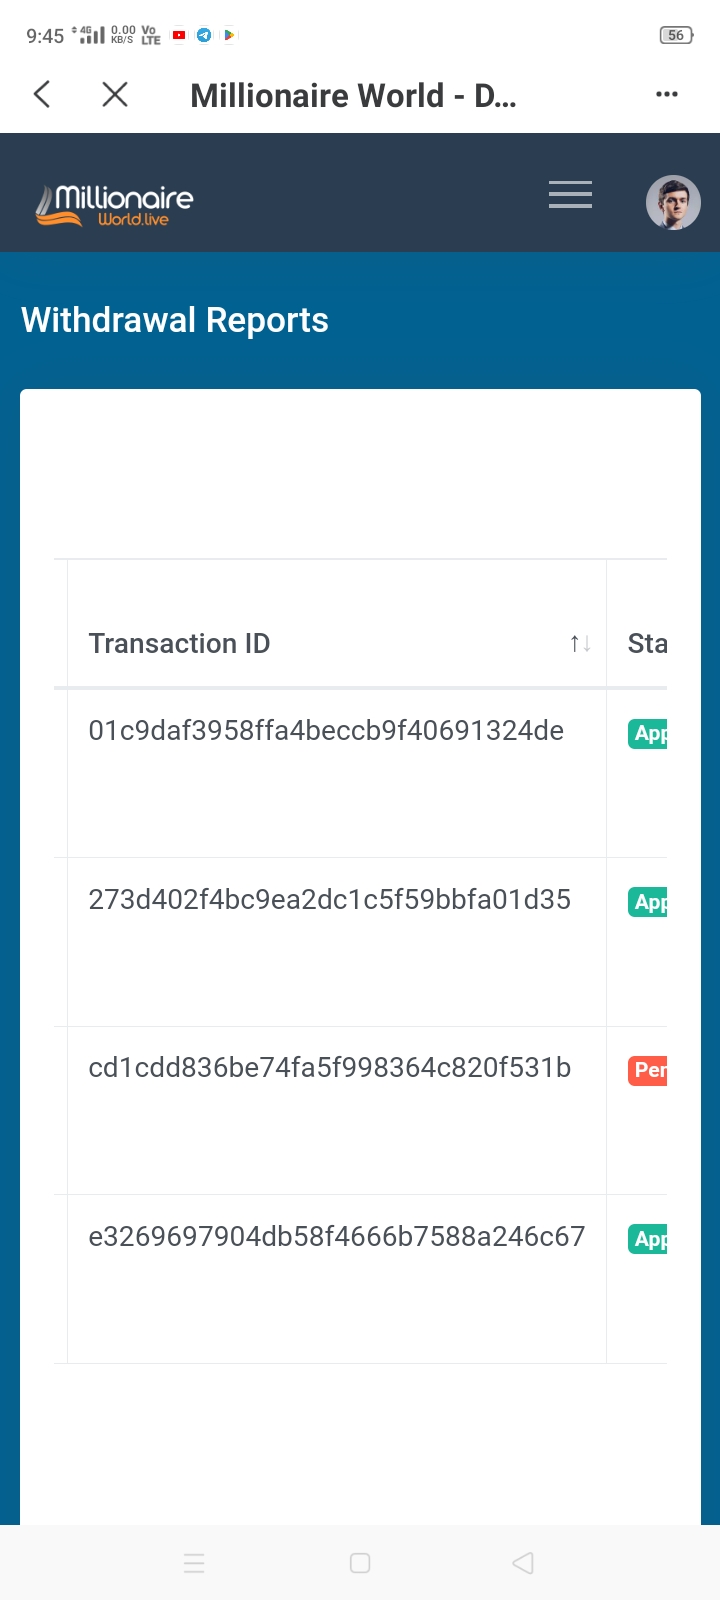 9:45 4G 0.00 KB/S Vo LTE 56
Millionaire World - D...
Millionaire
World.live
Withdrawal Reports
Transaction ID ↑↓ Sta
01c9daf3958ffa4beccb9f40691324de App
273d402f4bc9ea2dc1c5f59bbfa01d35 App
cd1cdd836be74fa5f998364c820f531b Pen
e3269697904db58f4666b7588a246c67 App